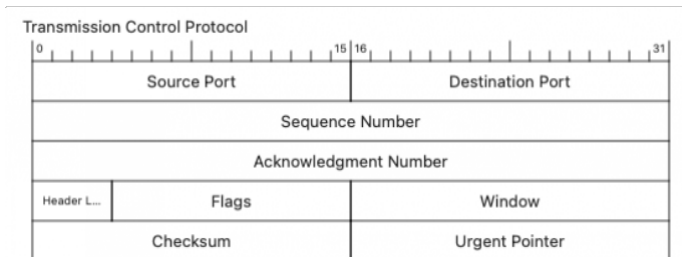 Transmission Control Protocol
0 15 16 31
Source Port Destination Port
Sequence Number
Acknowledgment Number
Header L... Flags Window
Checksum Urgent Pointer